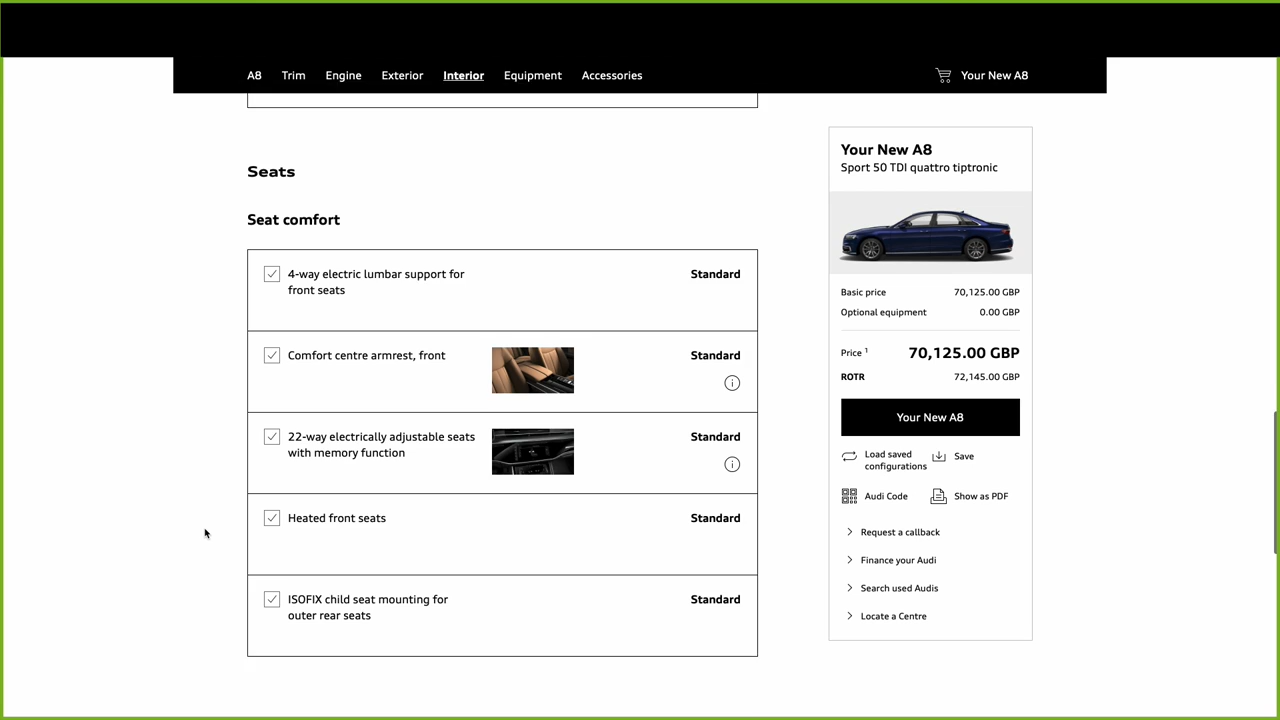 A8 Trim Engine Exterior Interior Equipment Accessories Your New A8
Seats
Seat comfort
4-way electric lumbar support for
front seats
Standard
Comfort centre armrest, front
Standard
22-way electrically adjustable seats
with memory function
Standard
Heated front seats
Standard
ISOFIX child seat mounting for
outer rear seats
Standard
Your New A8
Sport 50 TDI quattro tiptronic
Basic price 70,125.00 GBP
Optional equipment 0.00 GBP
Price 1 70,125.00 GBP
ROTR 72,145.00 GBP
Your New A8
Load saved
configurations
Save
Audi Code
Show as PDF
Request a callback
Finance your Audi
Search used Audis
Locate a Centre